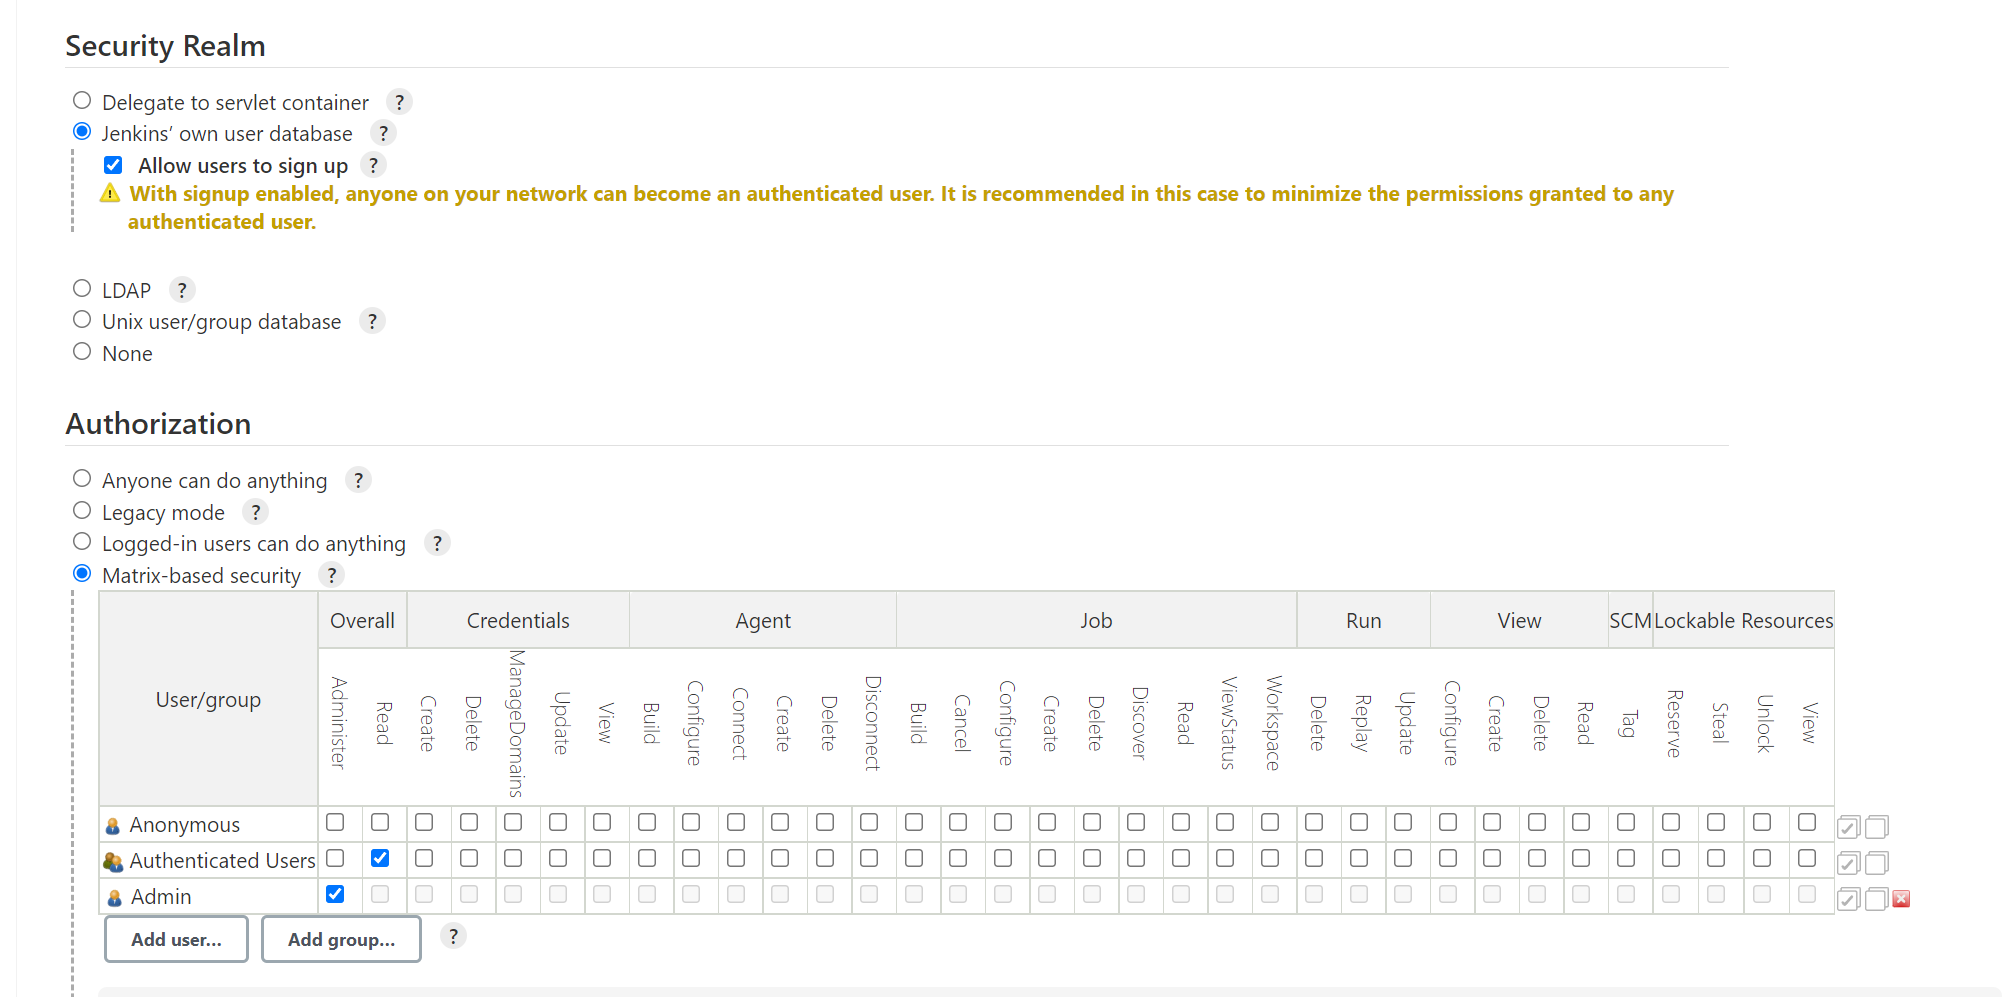 Security Realm
Delegate to servlet container ?
Jenkins’ own user database ?
Allow users to sign up ?
With signup enabled, anyone on your network can become an authenticated user. It is recommended in this case to minimize the permissions granted to any
authenticated user.
LDAP ?
Unix user/group database ?
None
Authorization
Anyone can do anything ?
Legacy mode ?
Logged-in users can do anything ?
Matrix-based security ?
User/group Overall Credentials Agent Job Run View SCM Lockable Resources
Administer Read Create Delete ManageDomains Update View Build Configure Connect Create Delete Disconnect Build Cancel Configure Create Delete Discover Read ViewStatus Workspace Delete Replay Update Configure Create Delete Read Tag Reserve Steal Unlock View
Anonymous
Authenticated Users
Admin
Add user... Add group... ?